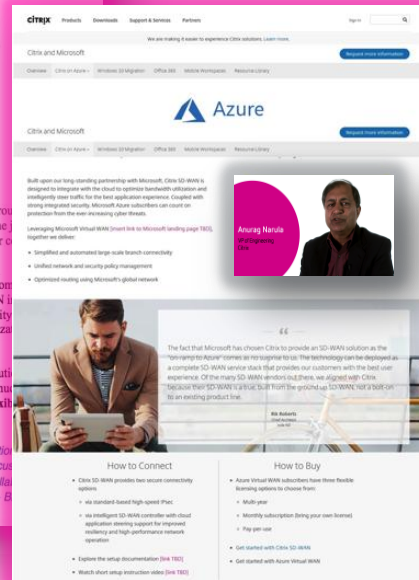 CITRIX
Products Downloads Support & Services Partners
Sign In
We are making it easier to experience Citrix solutions. Learn more.
Citrix and Microsoft
Request more information
Overview Citrix on Azure Windows 10 Migration Office 365 Mobile Workspaces Resource Library
Azure
Citrix and Microsoft
Request more information
Overview Citrix on Azure Windows 10 Migration Office 365 Mobile Workspaces Resource Library
Built upon our long-standing partnership with Microsoft, Citrix SD-WAN is
designed to integrate with the cloud to optimize bandwidth utilization and
intelligently steer traffic for the best application experience. Coupled with
strong integrated security, Microsoft Azure subscribers can count on
protection from the ever-increasing cyber threats.
Leveraging Microsoft Virtual WAN [insert link to Microsoft landing page TBD],
together we deliver:
Simplified and automated large-scale branch connectivity
Unified network and security policy management
Optimized routing using Microsoft's global network
Anurag Narula
Citrix
The fact that Microsoft has chosen Citrix to provide an SD-WAN solution as the
"on-ramp to Azure" comes as no surprise to us. The technology can be deployed as
a complete SD-WAN service stack that provides our customers with the best user
experience. Of the many SD-WAN vendors out there, we aligned with Citrix
because their SD-WAN is a true, built from the ground up SD-WAN, not a bolt-on
to an existing product line.
How to Connect
Citrix SD-WAN provides two secure connectivity
options
via standard-based high-speed IPsec
via intelligent SD-WAN controller with cloud
application steering support for improved
resiliency and high-performance network
operation
Explore the setup documentation [link TBD]
Watch short setup instruction video [link TBD]
How to Buy
Azure Virtual WAN subscribers have three flexible
licensing options to choose from:
Multi-year
Monthly subscription (bring your own license)
Pay-per-use
Get started with Citrix SD-WAN
Get started with Azure Virtual WAN